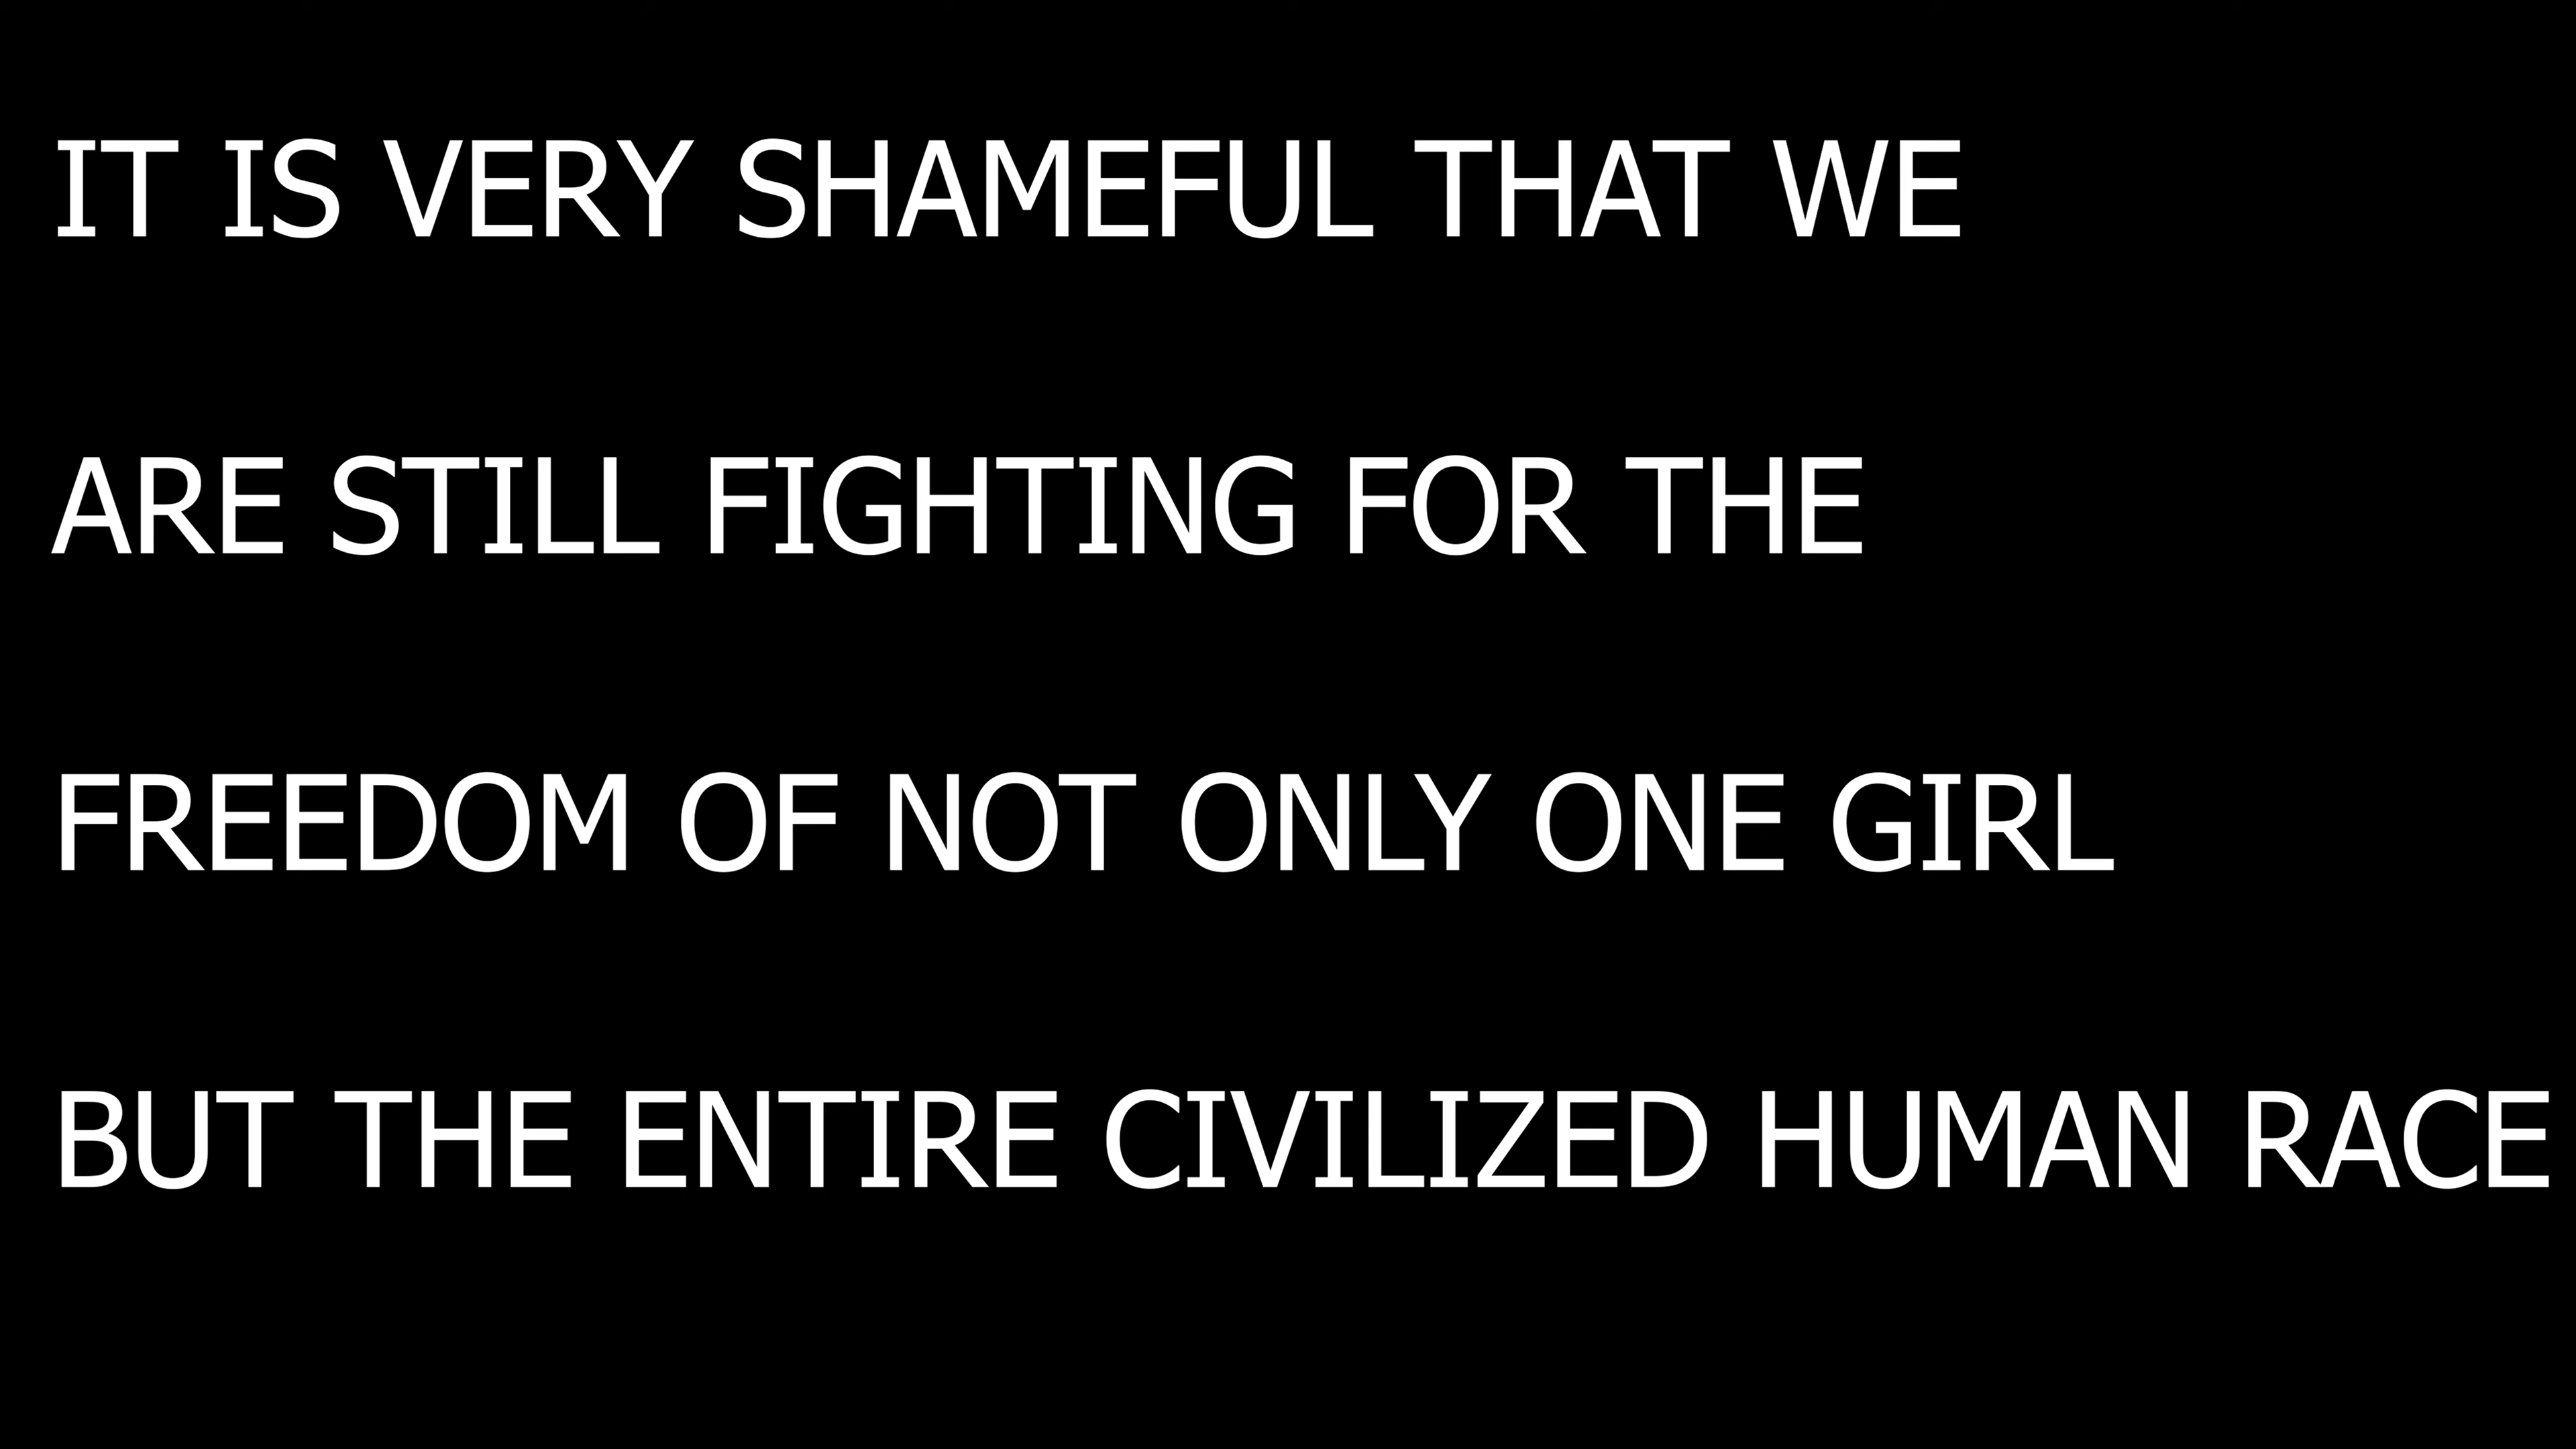 IT IS VERY SHAMEFUL THAT WE
ARE STILL FIGHTING FOR THE
FREEDOM OF NOT ONLY ONE GIRL
BUT THE ENTIRE CIVILIZED HUMAN RACE